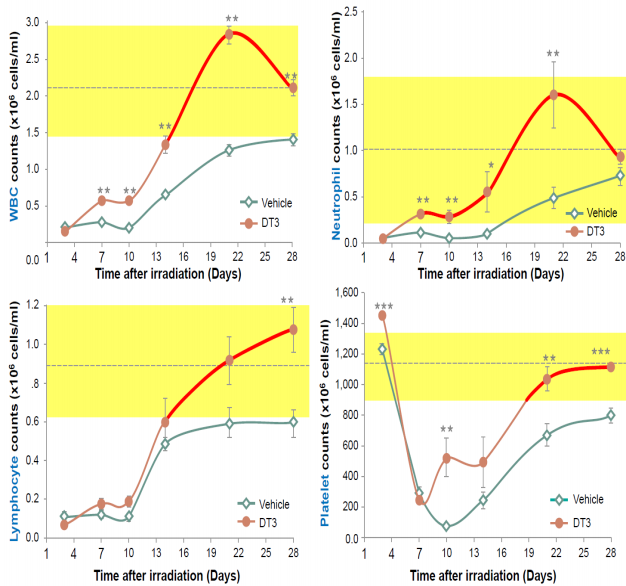 WBC counts (x10⁶ cells/ml)
3.0
2.5
2.0
1.5
1.0
0.5
0.0
**
**
**
**
**
Vehicle
DT3
1 4 7 10 13 16 19 22 25 28
Time after irradiation (Days)
Neutrophil counts (x10⁶ cells/ml)
2.5
2.0
1.5
1.0
0.5
0.0
**
**
*
**
Vehicle
DT3
1 4 7 10 13 16 19 22 25 28
Time after irradiation (Days)
Lymphocyte counts (x10⁶ cells/ml)
1.2
1.0
.8
0.6
0.4
0.2
0.0
**
Vehicle
DT3
1 4 7 10 13 16 19 22 25 28
Time after irradiation (Days)
Platelet counts (x10⁶ cells/ml)
1,600
1,400
1,200
1,000
800
600
400
200
0
***
**
**
***
Vehicle
DT3
1 4 7 10 13 16 19 22 25 28
Time after irradiation (Days)